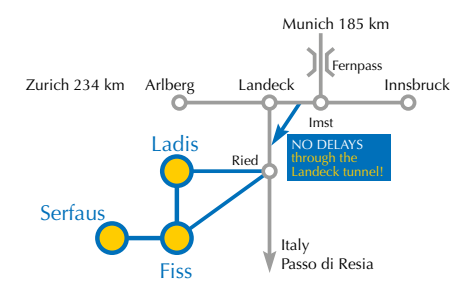 Munich 185 km
Fernpass
Zurich 234 km
Arlberg
Landeck
Innsbruck
Imst
NO DELAYS
through the
Landeck tunnel!
Ladis
Ried
Serfaus
Fiss
Italy
Passo di Resia